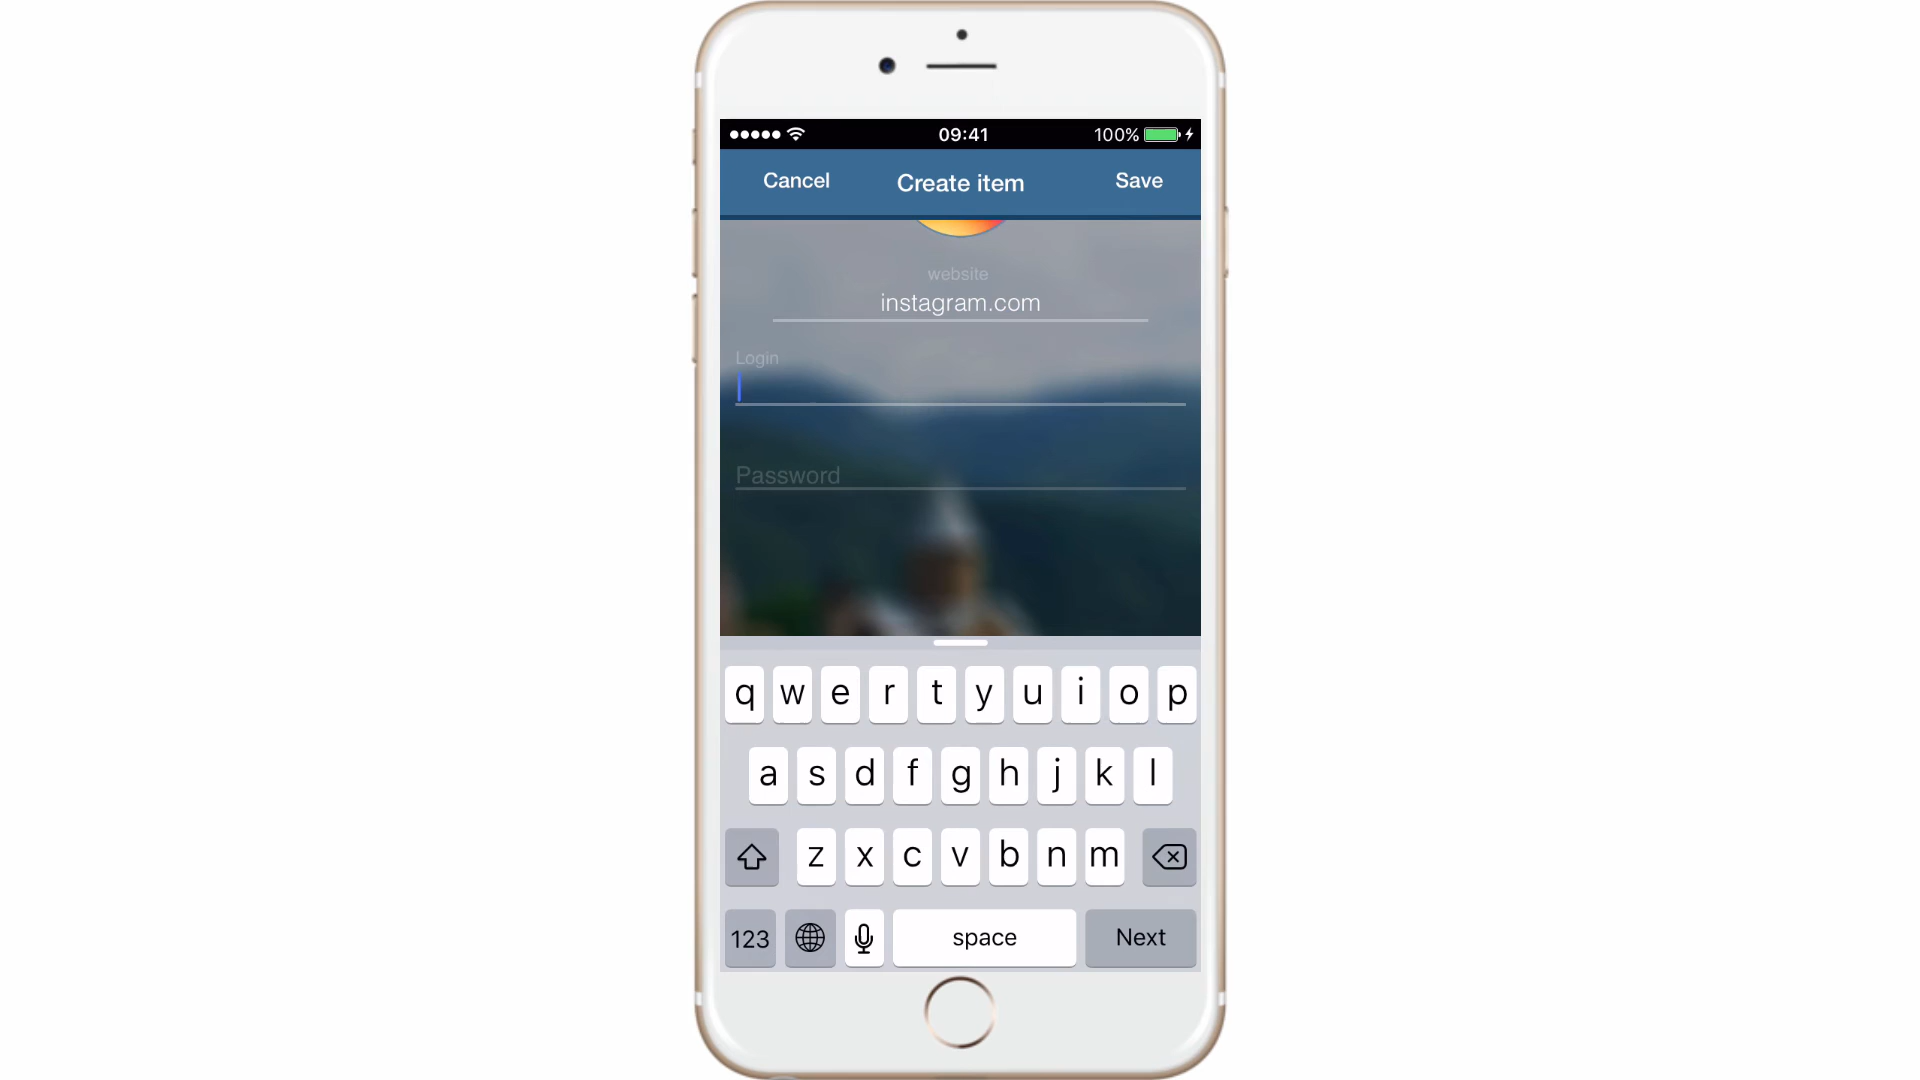 09:41 100%
Cancel Create item Save
website
instagram.com
Login
Password
q w e r t y u i o p
a s d f g h j k l
z x c v b n m
123 space Next